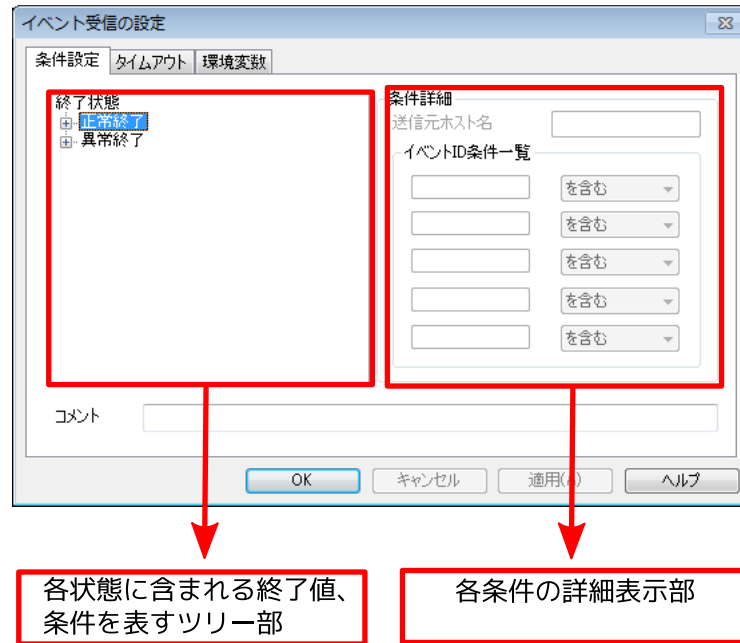 イベント受信の設定
条件設定 タイムアウト 環境変数
終了状態
正常終了
異常終了
条件詳細
送信元ホスト名
イベントID条件一覧
を含む
を含む
を含む
を含む
を含む
コメント
OK キャンセル 適用(A) ヘルプ
各状態に含まれる終了値、
条件を表すツリー部
各条件の詳細表示部